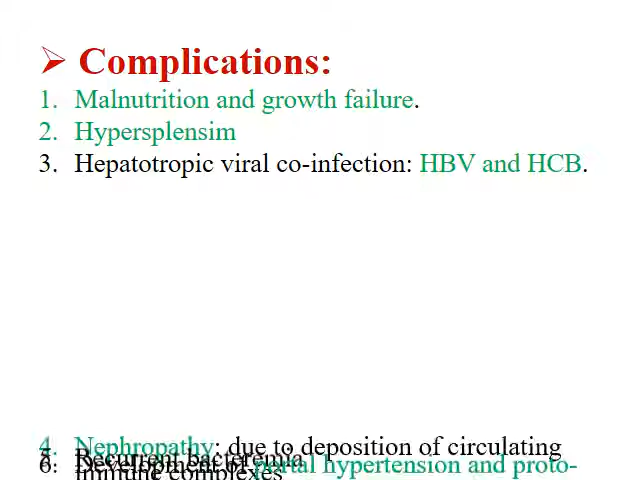 ➢ Complications:
1. Malnutrition and growth failure.
2. Hypersplensim
3. Hepatotropic viral co-infection: HBV and HCB.
4. Nephropathy: due to deposition of circulating
immune complexes
Recurrent bacteremia
6. Development of portal hypertension and proto-